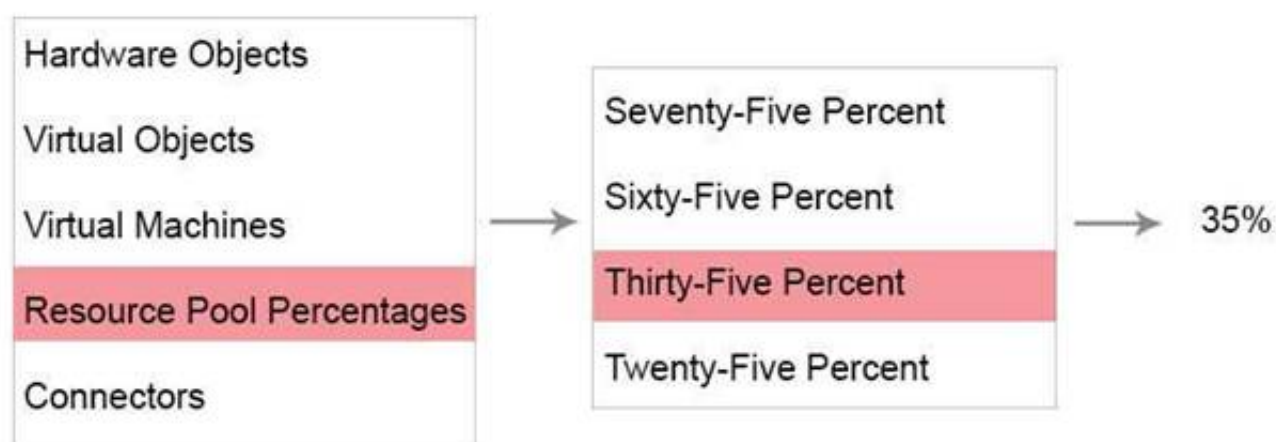 Hardware Objects
Virtual Objects
Virtual Machines
Resource Pool Percentages
Connectors
Seventy-Five Percent
Sixty-Five Percent
Thirty-Five Percent
Twenty-Five Percent
35%